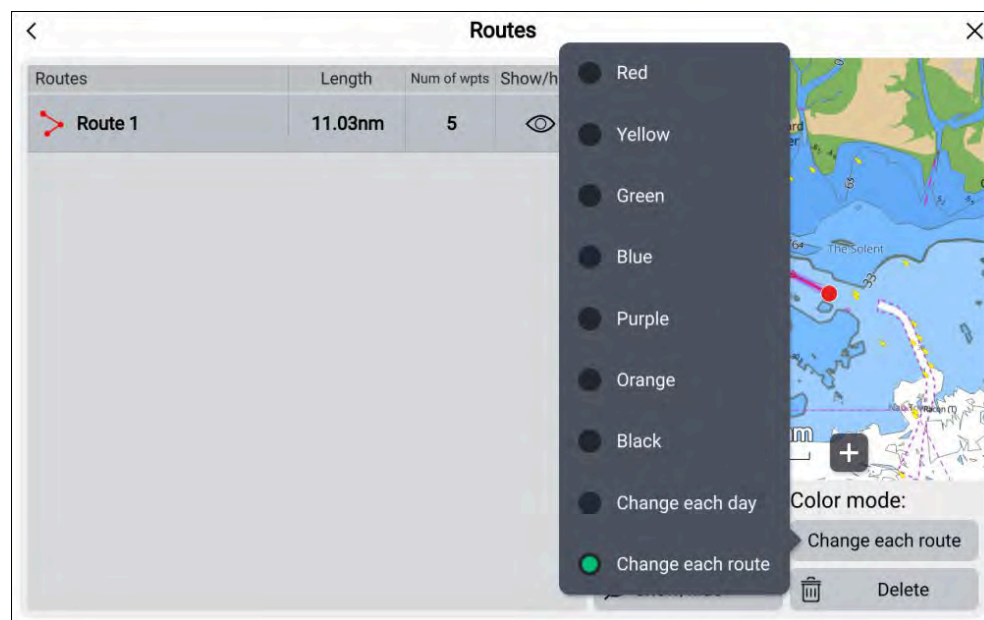 Routes
Routes Length Num of wpts Show/h
Route 1 11.03nm 5
Red
Yellow
Green
Blue
Purple
Orange
Black
Change each day
Change each route
The Solent
33
nm
Color mode:
Change each route
Delete